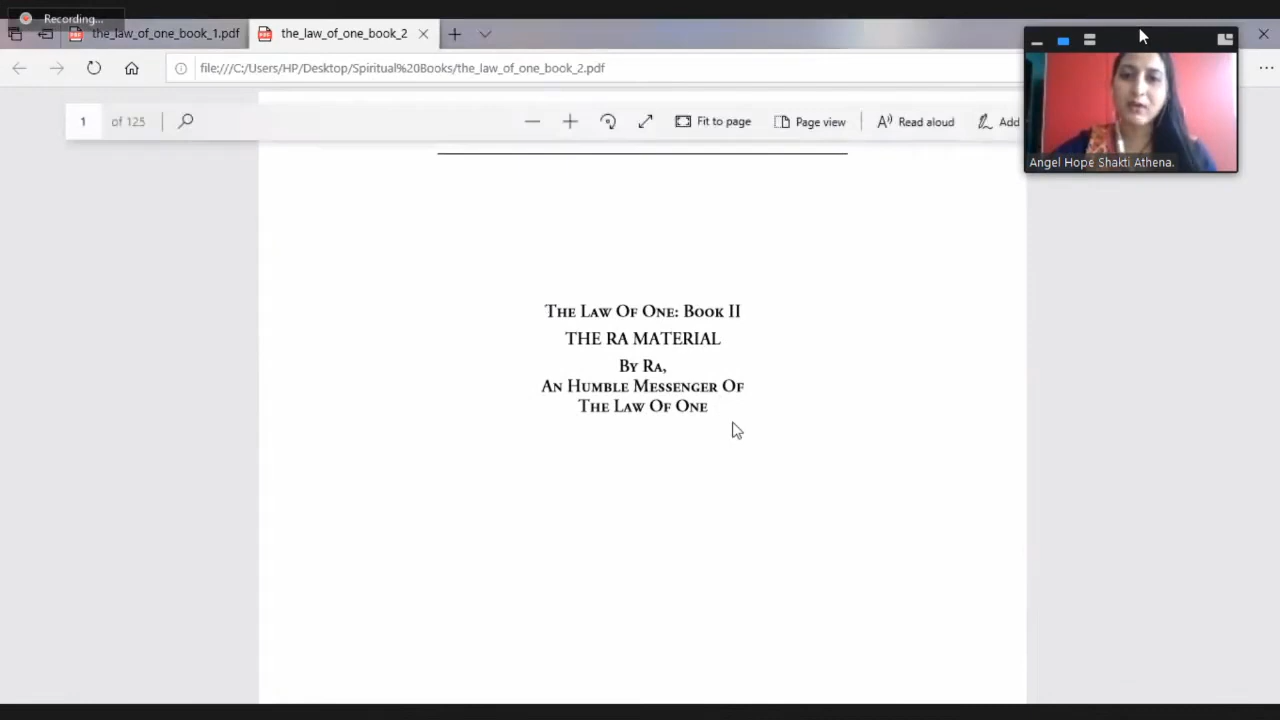 Recording...
the_law_of_one_book_1.pdf
the_law_of_one_book_2
file:///C:/Users/HP/Desktop/Spiritual%20Books/the_law_of_one_book_2.pdf
1 of 125
Fit to page
Page view
Read aloud
Add
Angel Hope Shakti Athena.
The Law Of One: Book II
THE RA MATERIAL
By Ra,
An Humble Messenger Of
The Law Of One